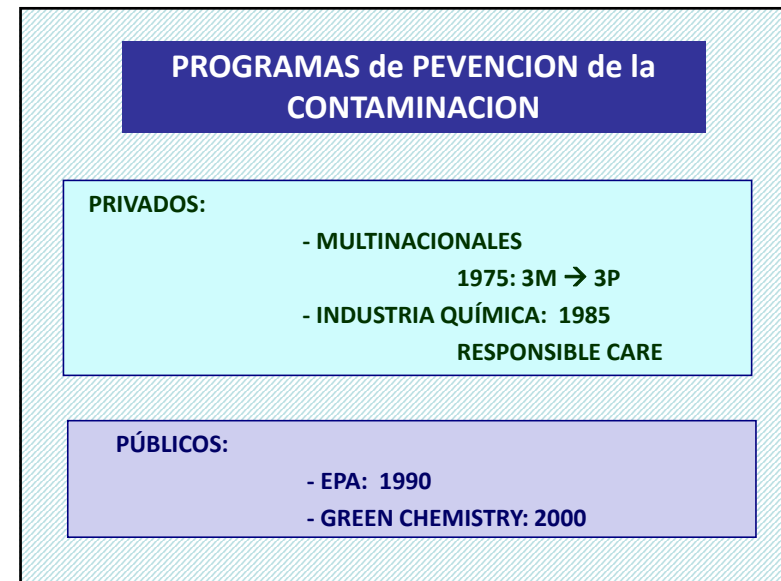 PROGRAMAS de PEVENCION de la
CONTAMINACION
PRIVADOS:
- MULTINACIONALES
1975: 3M → 3P
- INDUSTRIA QUÍMICA: 1985
RESPONSIBLE CARE
PÚBLICOS:
- EPA: 1990
- GREEN CHEMISTRY: 2000